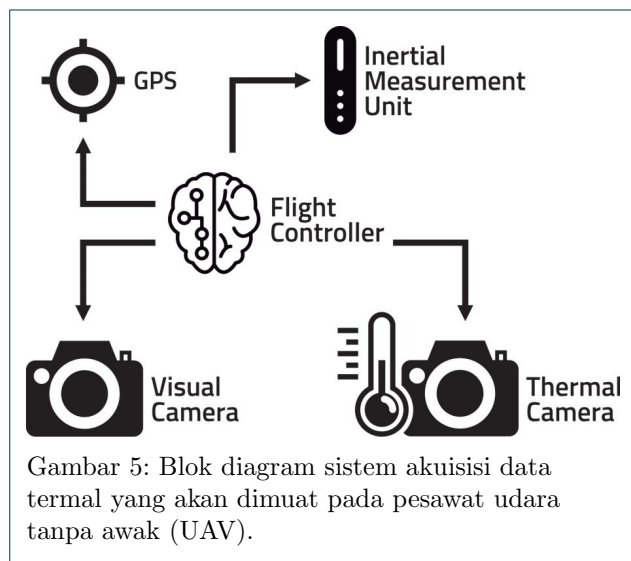 GPS
Inertial
Measurement
Unit
Flight
Controller
Visual
Camera
Thermal
Camera
Gambar 5: Blok diagram sistem akuisisi data
termal yang akan dimuat pada pesawat udara
tanpa awak (UAV).